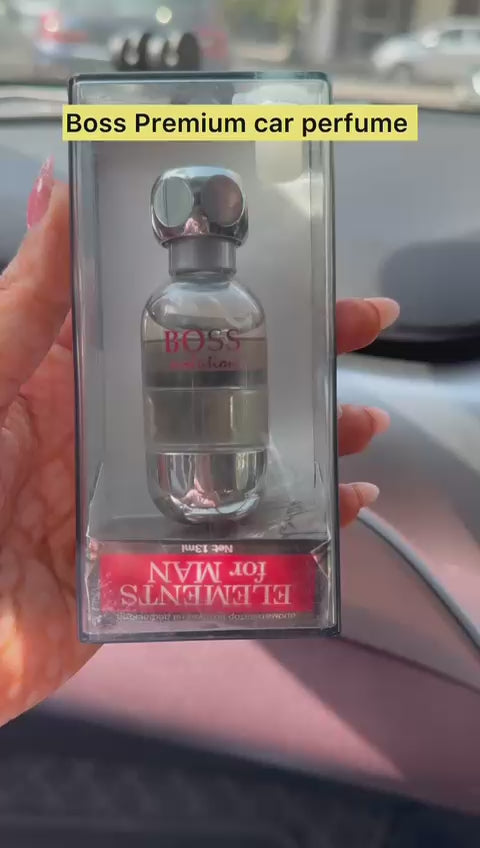 Boss Premium car perfume
BOSS
Net 13ml
ELEMENTS
for MAN